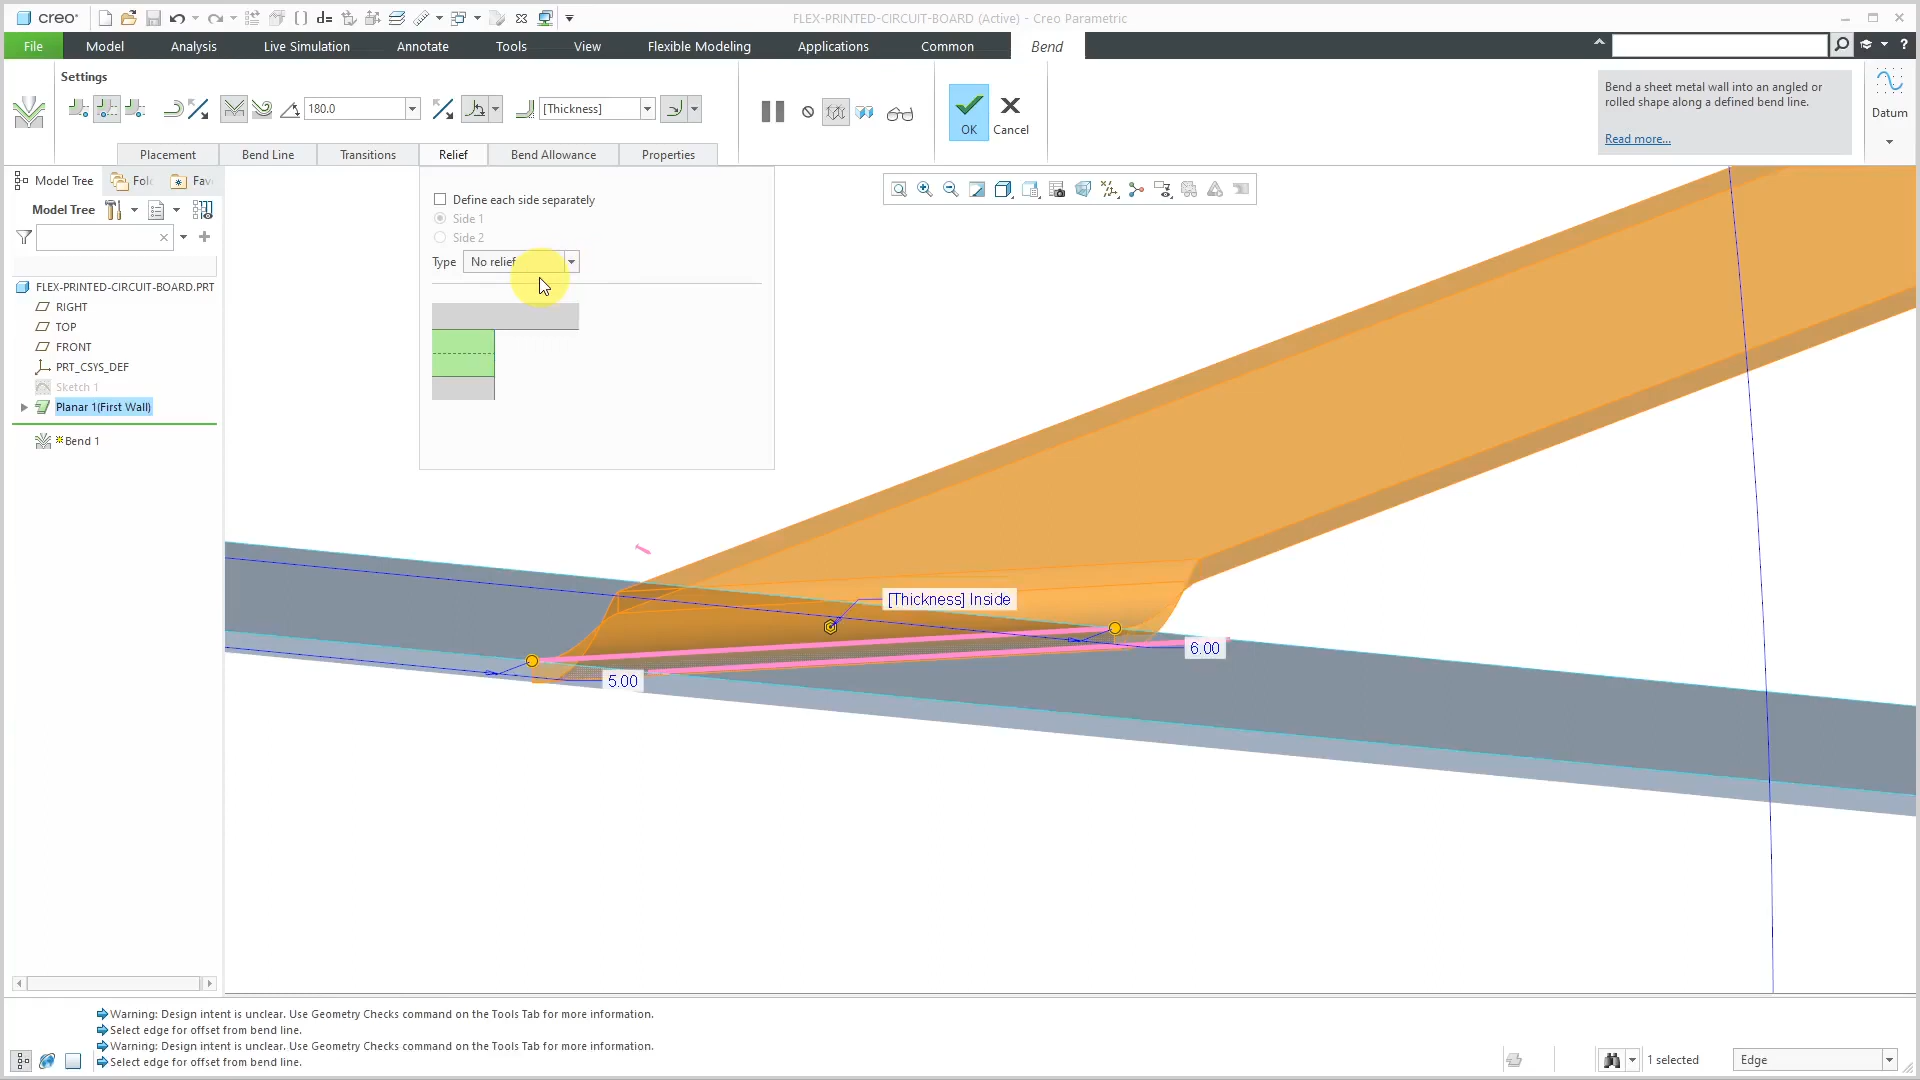 creo
d=
FLEX-PRINTED-CIRCUIT-BOARD (Active) - Creo Parametric
File
Model
Analysis
Live Simulation
Annotate
Tools
View
Flexible Modeling
Applications
Common
Bend
?
Settings
180.0
[Thickness]
OK
Cancel
Bend a sheet metal wall into an angled or
rolled shape along a defined bend line.
Read more...
Datum
Placement
Bend Line
Transitions
Relief
Bend Allowance
Properties
Model Tree
Fol
Fav
Model Tree
Define each side separately
Side 1
Side 2
Type
No relief
FLEX-PRINTED-CIRCUIT-BOARD.PRT
RIGHT
TOP
FRONT
PRT_CSYS_DEF
Sketch 1
Planar 1(First Wall)
Bend 1
[Thickness] Inside
6.00
5.00
Warning: Design intent is unclear. Use Geometry Checks command on the Tools Tab for more information.
Select edge for offset from bend line.
Warning: Design intent is unclear. Use Geometry Checks command on the Tools Tab for more information.
Select edge for offset from bend line.
1 selected
Edge